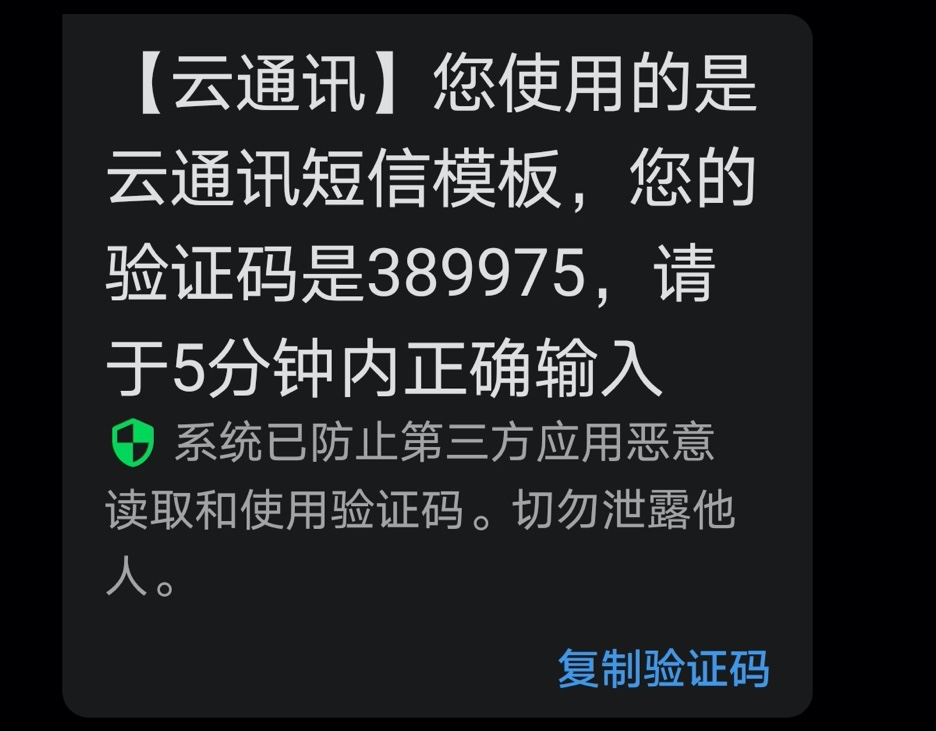 【云通讯】您使用的是
云通讯短信模板，您的
验证码是389975，请
于5分钟内正确输入
系统已防止第三方应用恶意
读取和使用验证码。切勿泄露他
人。
复制验证码